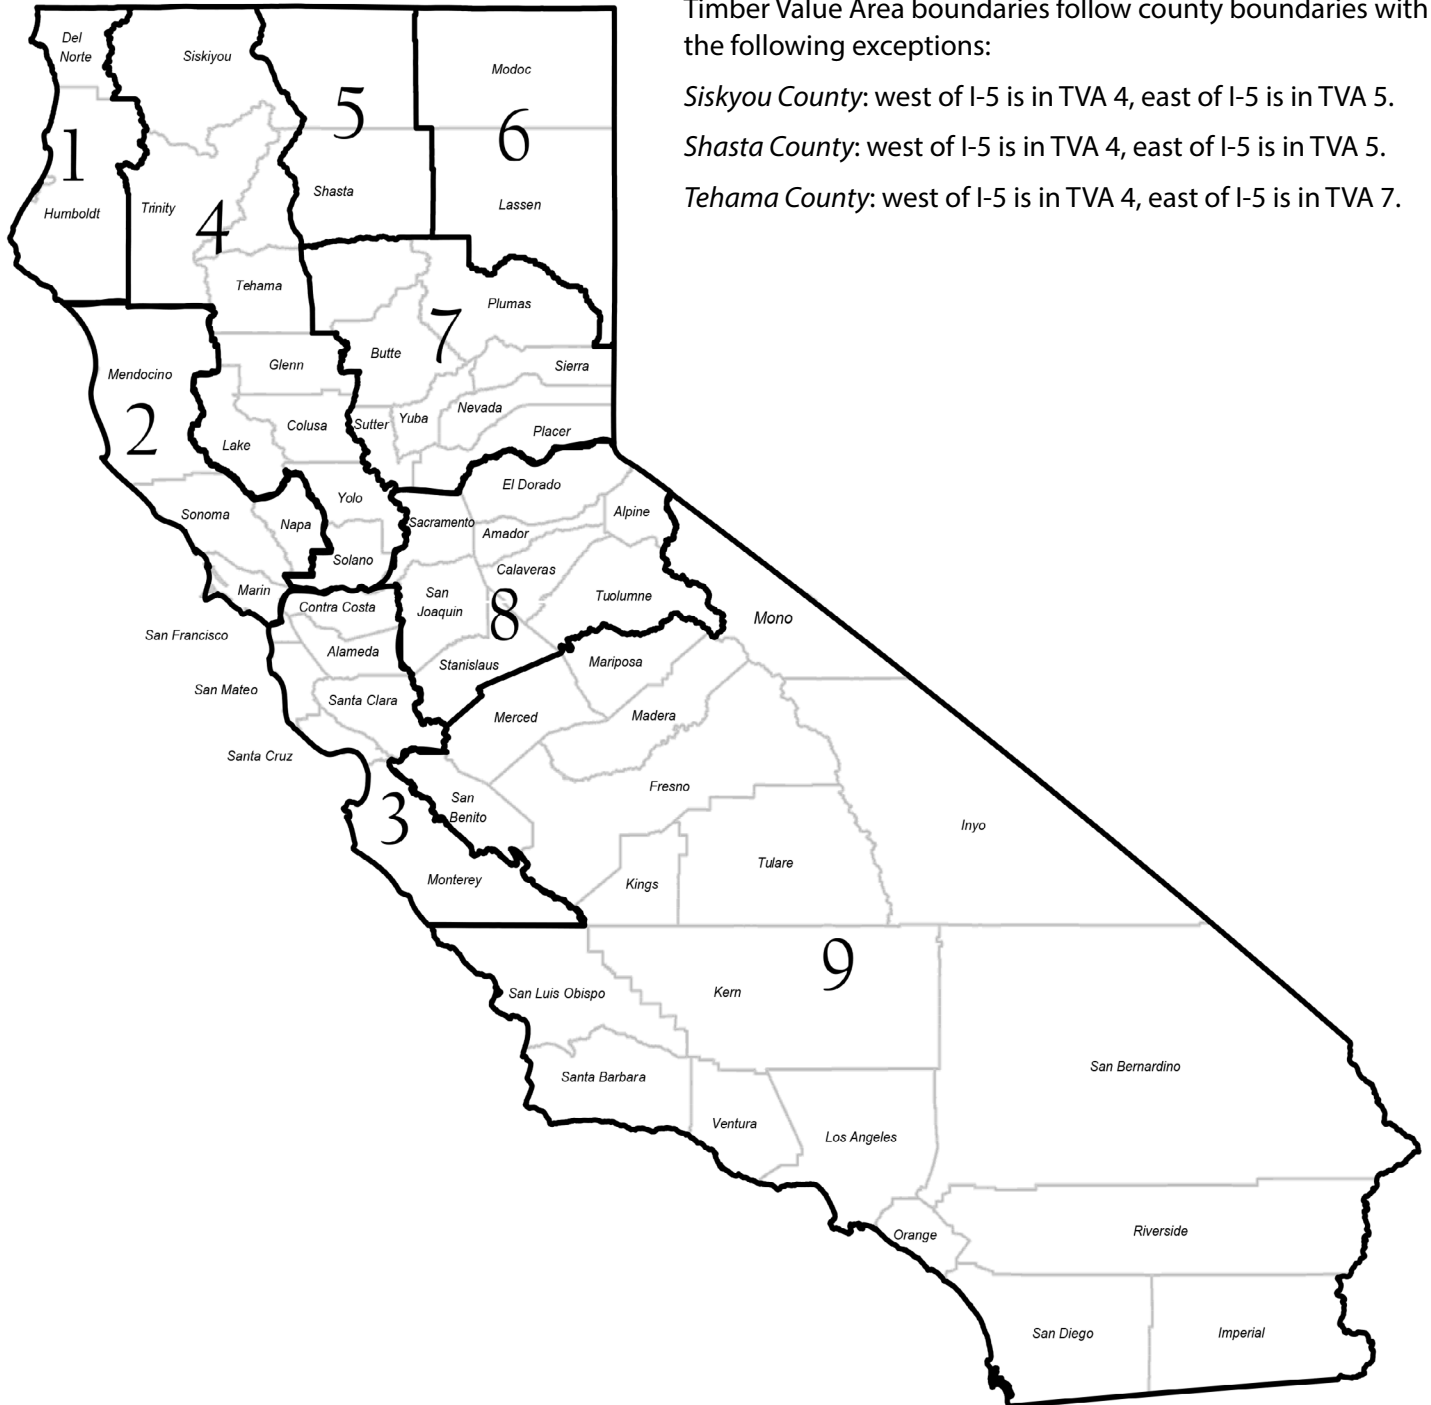 Timber Value Area boundaries follow county boundaries with
the following exceptions:
Siskyou County: west of I-5 is in TVA 4, east of I-5 is in TVA 5.
Shasta County: west of I-5 is in TVA 4, east of I-5 is in TVA 5.
Tehama County: west of I-5 is in TVA 4, east of I-5 is in TVA 7.
Del
Norte
Siskiyou
Modoc
5
6
1
Shasta
Lassen
Humboldt
Trinity
4
Tehama
Plumas
7
Butte
Glenn
Sierra
Mendocino
2
Nevada
Yuba
Sutter
Colusa
Placer
Lake
El Dorado
Yolo
Sonoma
Napa
Sacramento
Alpine
Amador
Solano
Calaveras
Marin
San
Joaquin
Tuolumne
Contra Costa
8
Mono
San Francisco
Alameda
Stanislaus
Mariposa
San Mateo
Santa Clara
Merced
Madera
Santa Cruz
Fresno
San
Benito
3
Inyo
Tulare
Monterey
Kings
9
San Luis Obispo
Kern
San Bernardino
Santa Barbara
Ventura
Los Angeles
Orange
Riverside
San Diego
Imperial